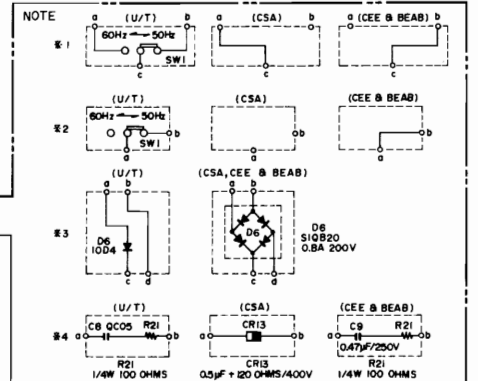 NOTE
a (U/T) b
(CSA)
a (CEE & BEAB) b
a b
60Hz 50Hz
※1
SW1
c c c
(U/T) (CSA) (CEE & BEAB)
60Hz 50Hz
※2
b b b
SW1
a a a
(U/T) (CSA, CEE & BEAB)
a b a b
※3
D6
10D4
D6
D6
S1QB20
0.8A 200V
c d c d
(U/T) (CSA) (CEE & BEAB)
※4
a C8 QC05 R21 b
a CR13 b
a C9 R21 b
0.47μF/250V
R21 CR13 R21
1/4W 100 OHMS 0.5μF + 120 OHMS/400V 1/4W 100 OHMS